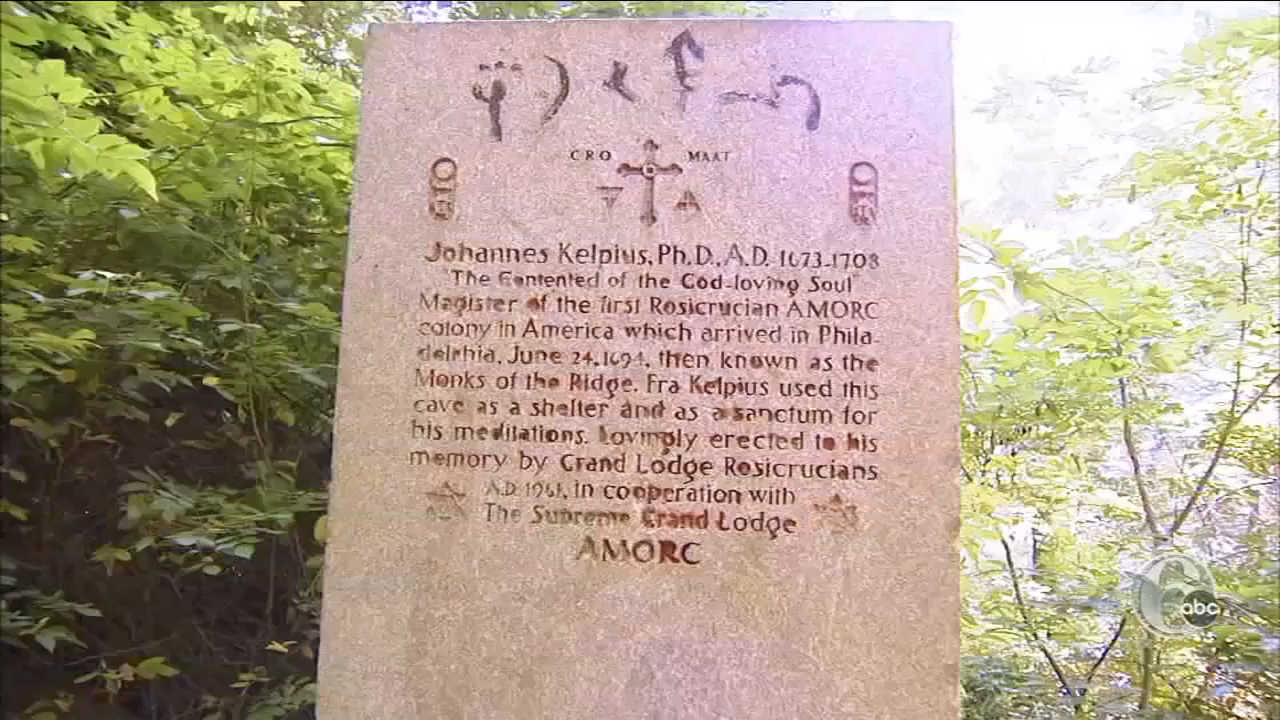 CRO MAAT
Johannes Kelpius, Ph.D., A.D. 1673-1708
"The Contented of the God-loving Soul"
Magister of the first Rosicrucian AMORC
colony in America which arrived in Phila-
delphia, June 24, 1694, then known as the
Monks of the Ridge. Fra Kelpius used this
cave as a shelter and as a sanctum for
his meditations. Lovingly erected to his
memory by Grand Lodge Rosicrucians
A.D. 1961, in cooperation with
The Supreme Grand Lodge
AMORC
6 abc